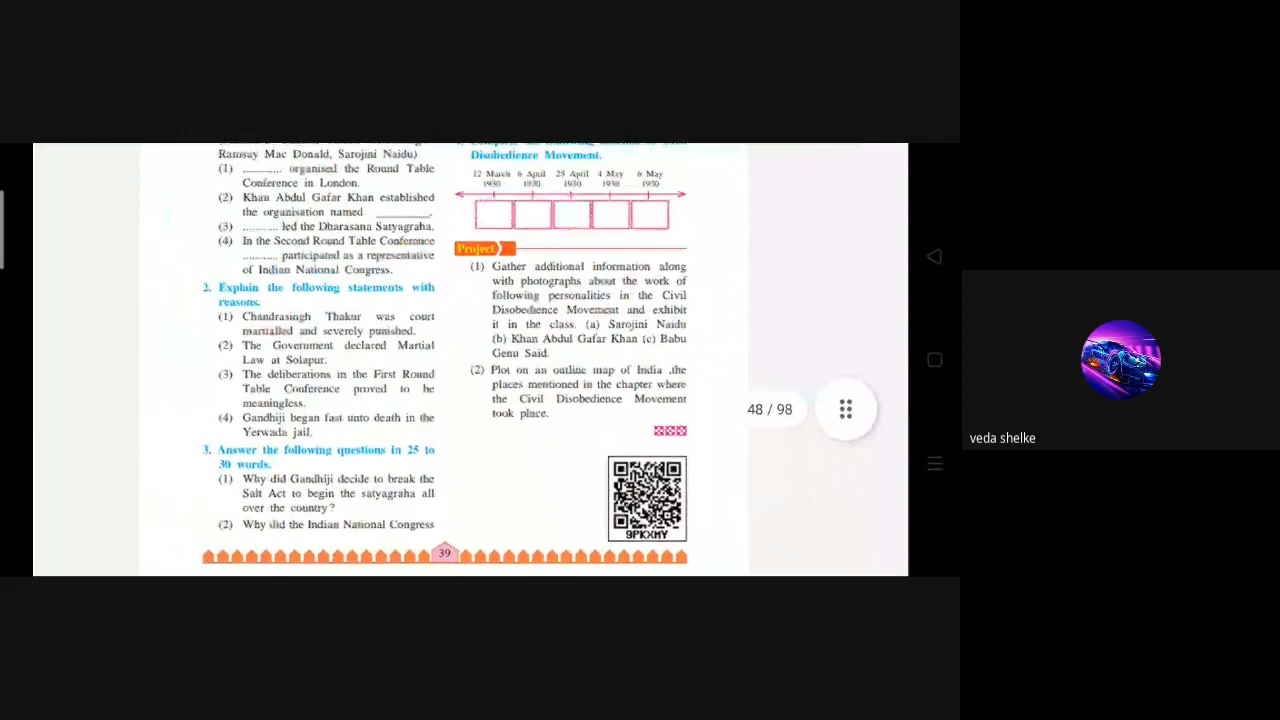 Ramsay Mac Donald, Sarojini Naidu)
(1) ........... organised the Round Table
Conference in London.
(2) Khan Abdul Gafar Khan established
the organisation named ________.
(3) ........... led the Dharasana Satyagraha.
(4) In the Second Round Table Conference
........... participated as a representative
of Indian National Congress.
2. Explain the following statements with
reasons.
(1) Chandrasingh Thakur was court
martialled and severely punished.
(2) The Government declared Martial
Law at Solapur.
(3) The deliberations in the First Round
Table Conference proved to be
meaningless.
(4) Gandhiji began fast unto death in the
Yerwada jail.
3. Answer the following questions in 25 to
30 words.
(1) Why did Gandhiji decide to break the
Salt Act to begin the satyagraha all
over the country?
(2) Why did the Indian National Congress
Disobedience Movement.
12 March 6 April 23 April 4 May 6 May
1930 1930 1930 1930 1930
Project
(1) Gather additional information along
with photographs about the work of
following personalities in the Civil
Disobedience Movement and exhibit
it in the class. (a) Sarojini Naidu
(b) Khan Abdul Gafar Khan (c) Babu
Genu Said.
(2) Plot on an outline map of India ,the
places mentioned in the chapter where
the Civil Disobedience Movement
took place.
9PKXMY
39
48 / 98
veda shelke